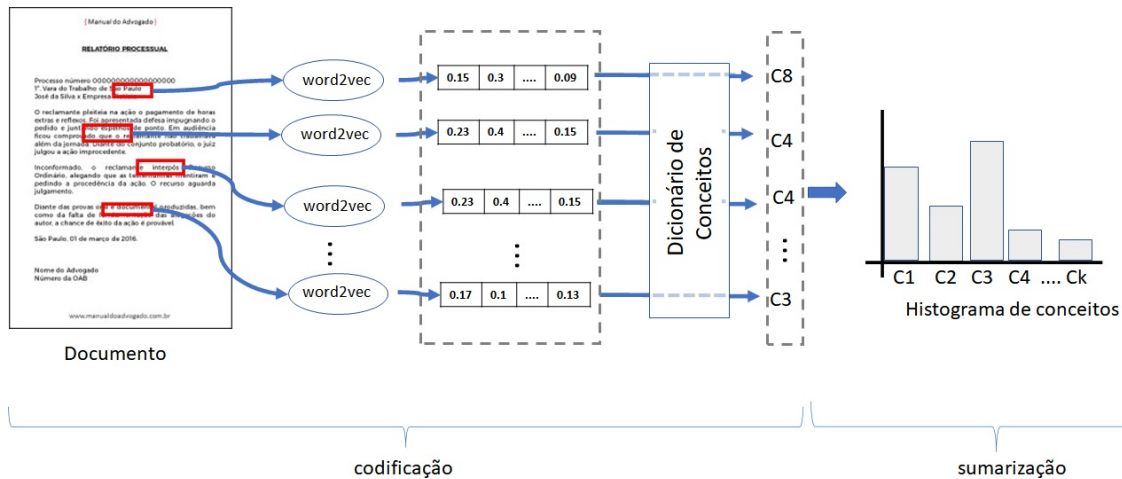 | Manual do Advogado |
RELATÓRIO PROCESSUAL
Processo número 000000000000000000
1ª. Vara do Trabalho de São Paulo
José da Silva x Empresa
O reclamante pleiteia na ação o pagamento de horas
extras e reflexos. Foi apresentada defesa impugnando o
pedido e juntando espelhos de ponto. Em audiência
ficou comprovado que o reclamante não trabalhava
além da jornada. Diante do conjunto probatório, o juiz
julgou a ação improcedente.
Inconformado, o reclamante interpôs Recurso
Ordinário, alegando que as testemunhas mentiram e
pedindo a procedência da ação. O recurso aguarda
julgamento.
Diante das provas oral e documental produzidas, bem
como da falta de fundamentação das alegações do
autor, a chance de êxito da ação é provável.
São Paulo, 01 de março de 2016.
Nome do Advogado
Número da OAB
www.manualdoadvogado.com.br
Documento
word2vec
word2vec
word2vec
...
word2vec
0.15 0.3 .... 0.09
0.23 0.4 .... 0.15
0.23 0.4 .... 0.15
...
0.17 0.1 .... 0.13
Dicionário de
Conceitos
C8
C4
C4
...
C3
C1 C2 C3 C4 .... Ck
Histograma de conceitos
codificação
sumarização